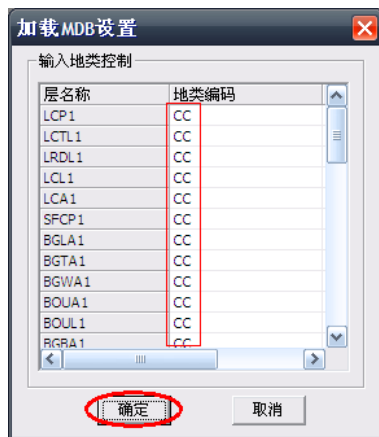 加载MDB设置
输入地类控制
层名称 地类编码
LCP1 CC
LCTL1 CC
LRDL1 CC
LCL1 CC
LCA1 CC
SFCP1 CC
BGLA1 CC
BGTA1 CC
BGWA1 CC
BOUA1 CC
BOUL1 CC
BGBA1 CC
确定 取消